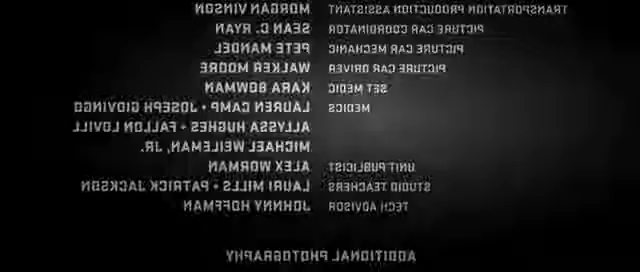 TRANSPORTATION PRODUCTION ASSISTANT MORGAN VINSON
PICTURE CAR COORDINATOR SEAN C. RYAN
PICTURE CAR MECHANIC PETE MANDEL
PICTURE CAR DRIVER WALKER MOORE
SET MEDIC KARA BOWMAN
MEDICS LAUREN CAMP • JOSEPH GIOVINGO
ALLYSSA HUGHES • FALLON LOVILL
MICHAEL WEILEMAN, JR.
UNIT PUBLICIST ALEX WORMAN
STUDIO TEACHERS LAURI MILLS • PATRICK JACKSON
TECH ADVISOR JOHNNY HOFFMAN
ADDITIONAL PHOTOGRAPHY